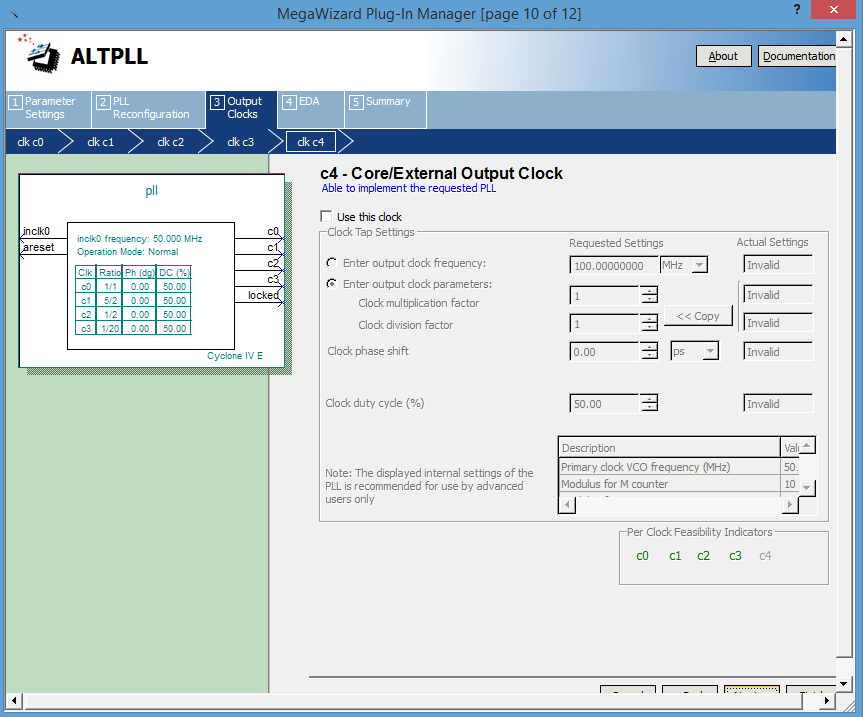 MegaWizard Plug-In Manager [page 10 of 12]
?
ALTPLL
About
Documentation
1 Parameter Settings
2 PLL Reconfiguration
3 Output Clocks
4 EDA
5 Summary
clk c0
clk c1
clk c2
clk c3
clk c4
pll
inclk0
areset
inclk0 frequency: 50.000 MHz
Operation Mode: Normal
Clk Ratio Ph (dg) DC (%)
c0 1/1 0.00 50.00
c1 5/2 0.00 50.00
c2 1/2 0.00 50.00
c3 1/20 0.00 50.00
c0
c1
c2
c3
locked
Cyclone IV E
c4 - Core/External Output Clock
Able to implement the requested PLL
Use this clock
Clock Tap Settings
Requested Settings
Actual Settings
Enter output clock frequency:
100.00000000
MHz
Invalid
Enter output clock parameters:
Clock multiplication factor
1
Invalid
Clock division factor
1
<< Copy
Invalid
Clock phase shift
0.00
ps
Invalid
Clock duty cycle (%)
50.00
Invalid
Note: The displayed internal settings of the
PLL is recommended for use by advanced
users only
Description
Primary clock VCO frequency (MHz) 50.
Modulus for M counter 10
Per Clock Feasibility Indicators
c0 c1 c2 c3 c4